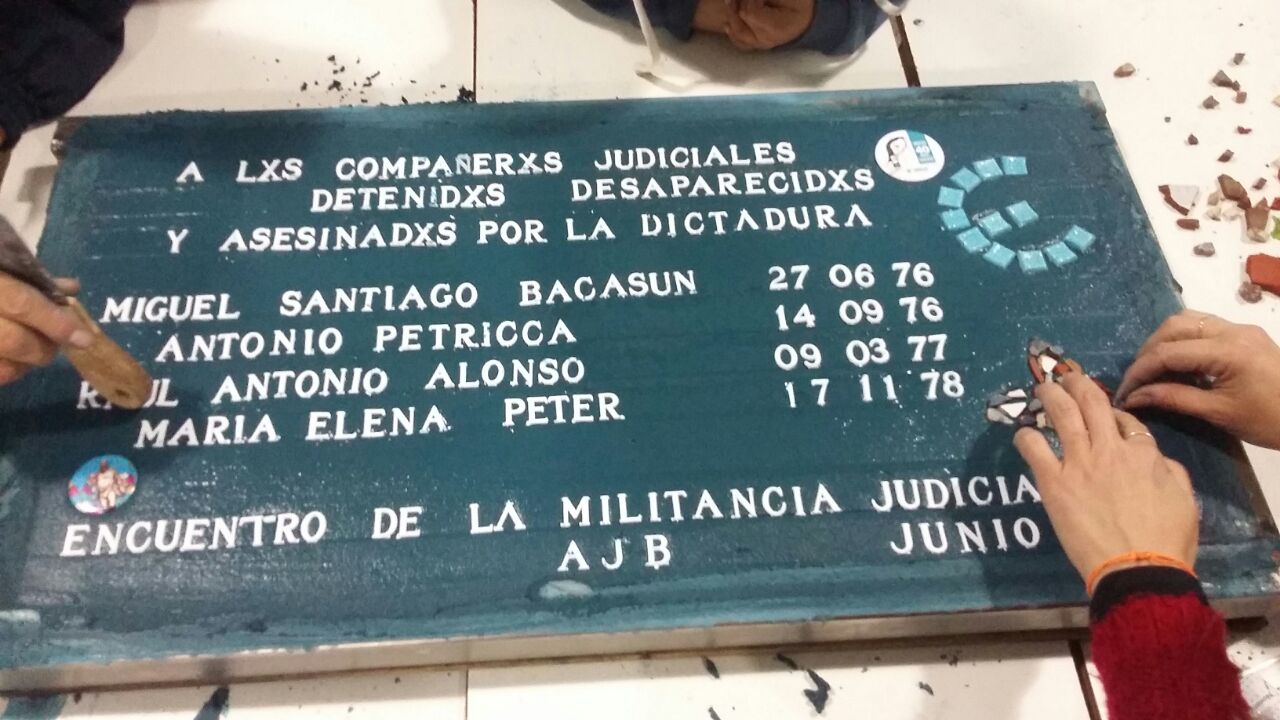 A LXS COMPAÑERXS JUDICIALES
DETENIDXS DESAPARECIDXS
Y ASESINADXS POR LA DICTADURA
MIGUEL SANTIAGO BACASUN 27 06 76
ANTONIO PETRICCA 14 09 76
ANTONIO ALONSO 09 03 77
MARIA ELENA PETER 17 11 78
ENCUENTRO DE LA MILITANCIA
AJB JUNIO